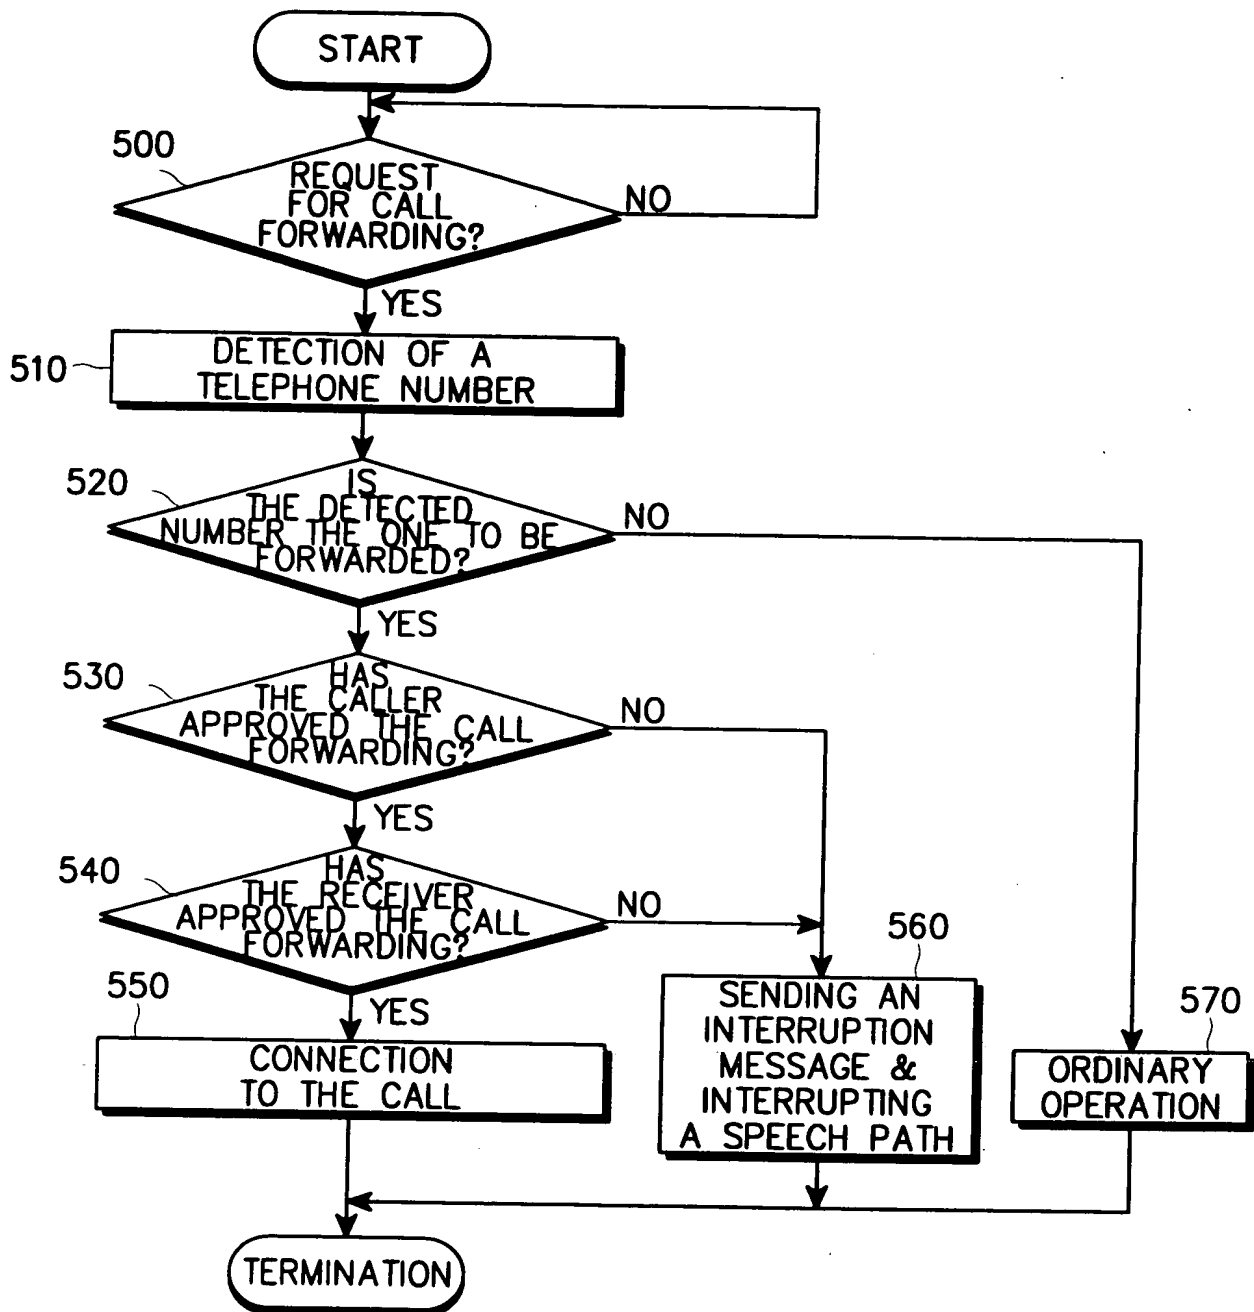 START
500
REQUEST
FOR CALL
FORWARDING?
NO
YES
510
DETECTION OF A
TELEPHONE NUMBER
520
IS
THE DETECTED
NUMBER THE ONE TO BE
FORWARDED?
NO
YES
530
HAS
THE CALLER
APPROVED THE CALL
FORWARDING?
NO
YES
540
HAS
THE RECEIVER
APPROVED THE CALL
FORWARDING?
NO
YES
550
CONNECTION
TO THE CALL
560
SENDING AN
INTERRUPTION
MESSAGE &
INTERRUPTING
A SPEECH PATH
570
ORDINARY
OPERATION
TERMINATION